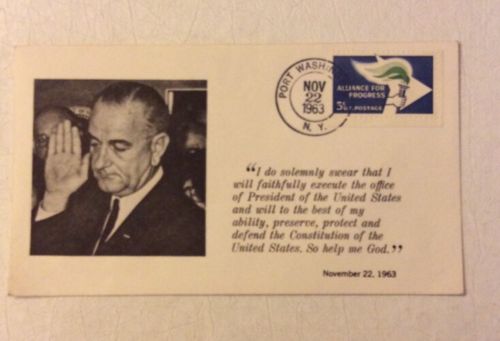 PORT WASHIN
NOV
22
1963
N. Y.
ALLIANCE FOR
PROGRESS
POSTAGE
“I do solemnly swear that I
will faithfully execute the office
of President of the United States
and will to the best of my
ability, preserve, protect and
defend the Constitution of the
United States. So help me God.”
November 22, 1963